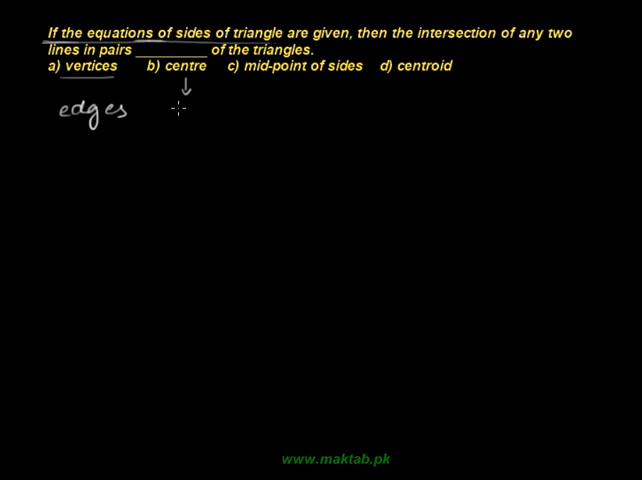 If the equations of sides of triangle are given, then the intersection of any two
lines in pairs __________ of the triangles.
a) vertices b) centre c) mid-point of sides d) centroid
edges
www.maktab.pk